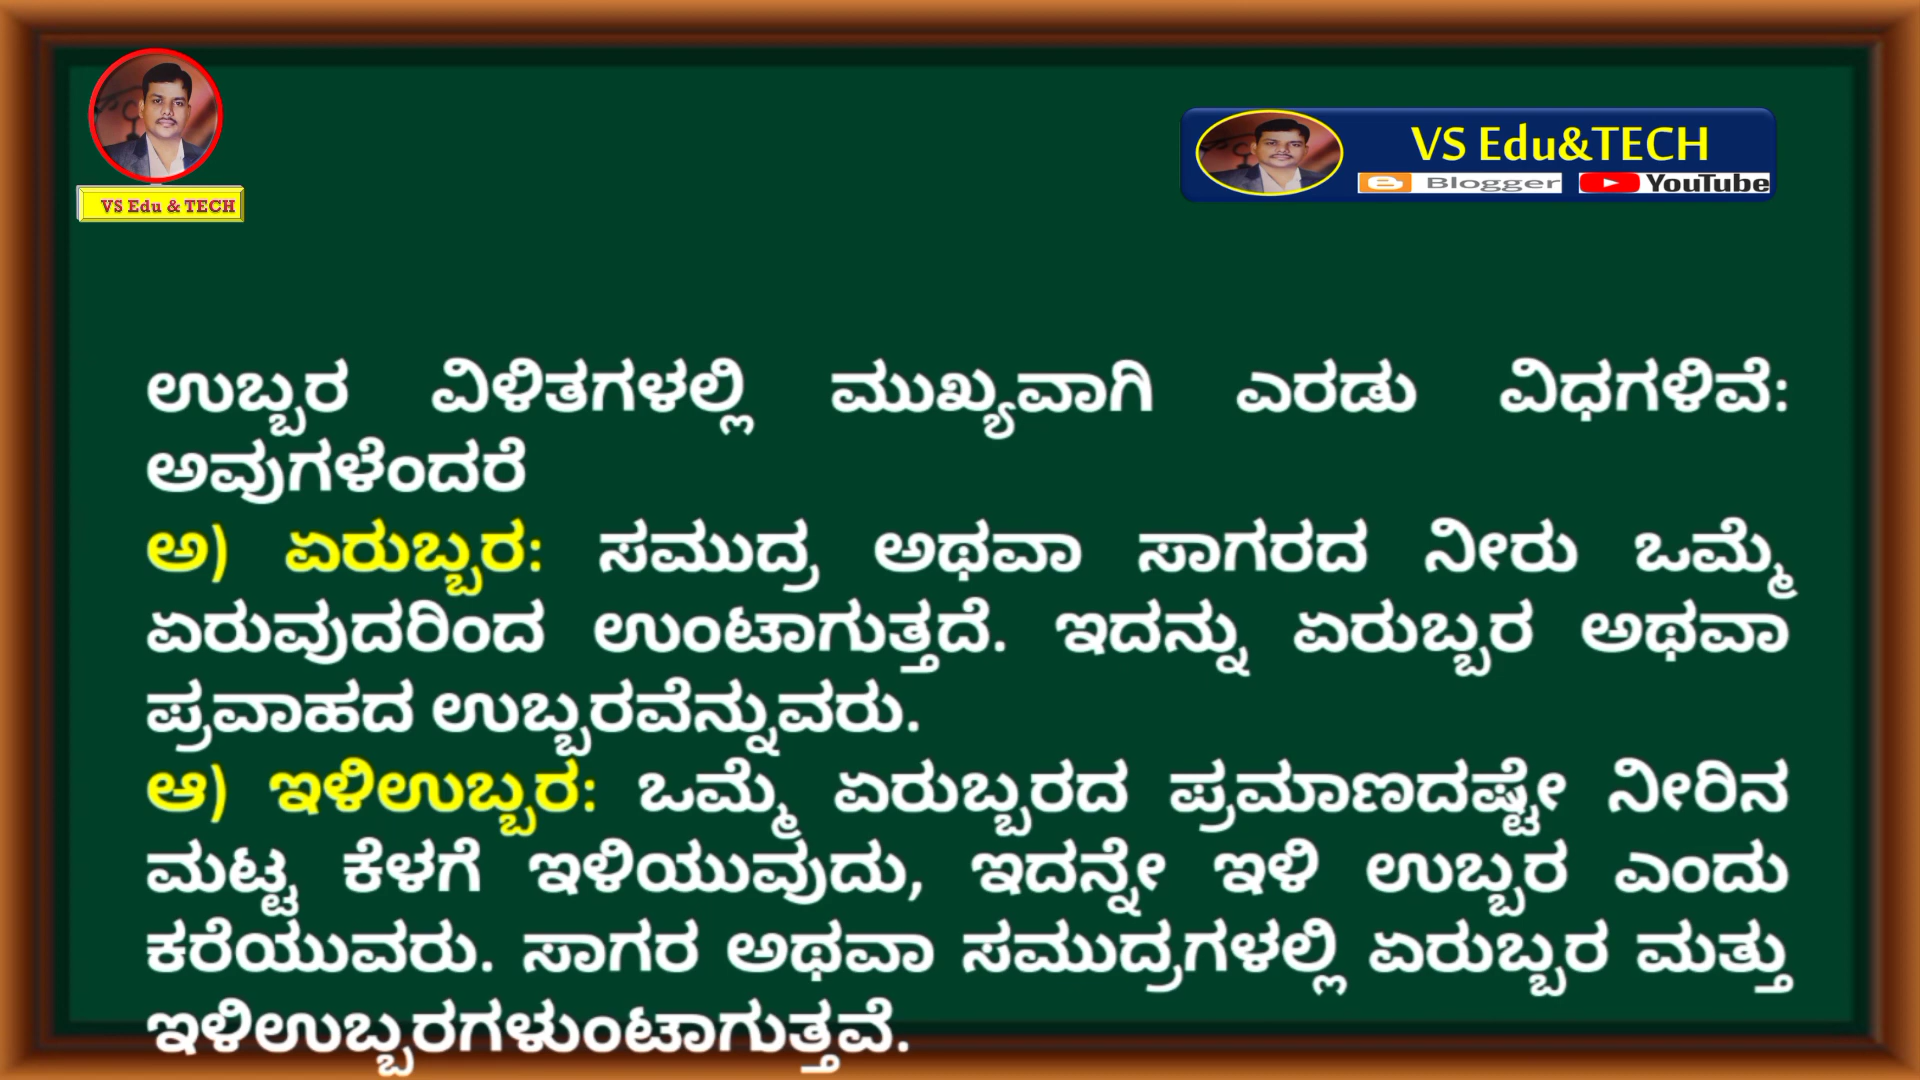 VS Edu & TECH
VS Edu&TECH
Blogger YouTube
ಉಬ್ಬರ ವಿಳಿತಗಳಲ್ಲಿ ಮುಖ್ಯವಾಗಿ ಎರಡು ವಿಧಗಳಿವೆ:
ಅವುಗಳೆಂದರೆ
ಅ) ಏರುಬ್ಬರ: ಸಮುದ್ರ ಅಥವಾ ಸಾಗರದ ನೀರು ಒಮ್ಮೆ
ಏರುವುದರಿಂದ ಉಂಟಾಗುತ್ತದೆ. ಇದನ್ನು ಏರುಬ್ಬರ ಅಥವಾ
ಪ್ರವಾಹದ ಉಬ್ಬರವೆನ್ನುವರು.
ಆ) ಇಳಿಉಬ್ಬರ: ಒಮ್ಮೆ ಏರುಬ್ಬರದ ಪ್ರಮಾಣದಷ್ಟೇ ನೀರಿನ
ಮಟ್ಟ ಕೆಳಗೆ ಇಳಿಯುವುದು, ಇದನ್ನೇ ಇಳಿ ಉಬ್ಬರ ಎಂದು
ಕರೆಯುವರು. ಸಾಗರ ಅಥವಾ ಸಮುದ್ರಗಳಲ್ಲಿ ಏರುಬ್ಬರ ಮತ್ತು
ಇಳಿಉಬ್ಬರಗಳುಂಟಾಗುತ್ತವೆ.